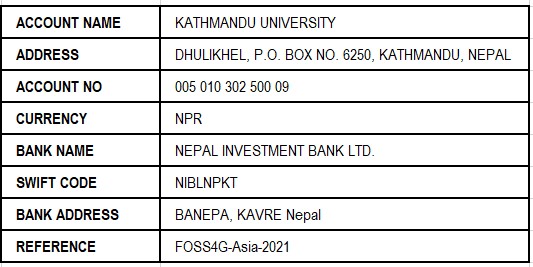 ACCOUNT NAME KATHMANDU UNIVERSITY
ADDRESS DHULIKHEL, P.O. BOX NO. 6250, KATHMANDU, NEPAL
ACCOUNT NO 005 010 302 500 09
CURRENCY NPR
BANK NAME NEPAL INVESTMENT BANK LTD.
SWIFT CODE NIBLNPKT
BANK ADDRESS BANEPA, KAVRE Nepal
REFERENCE FOSS4G-Asia-2021